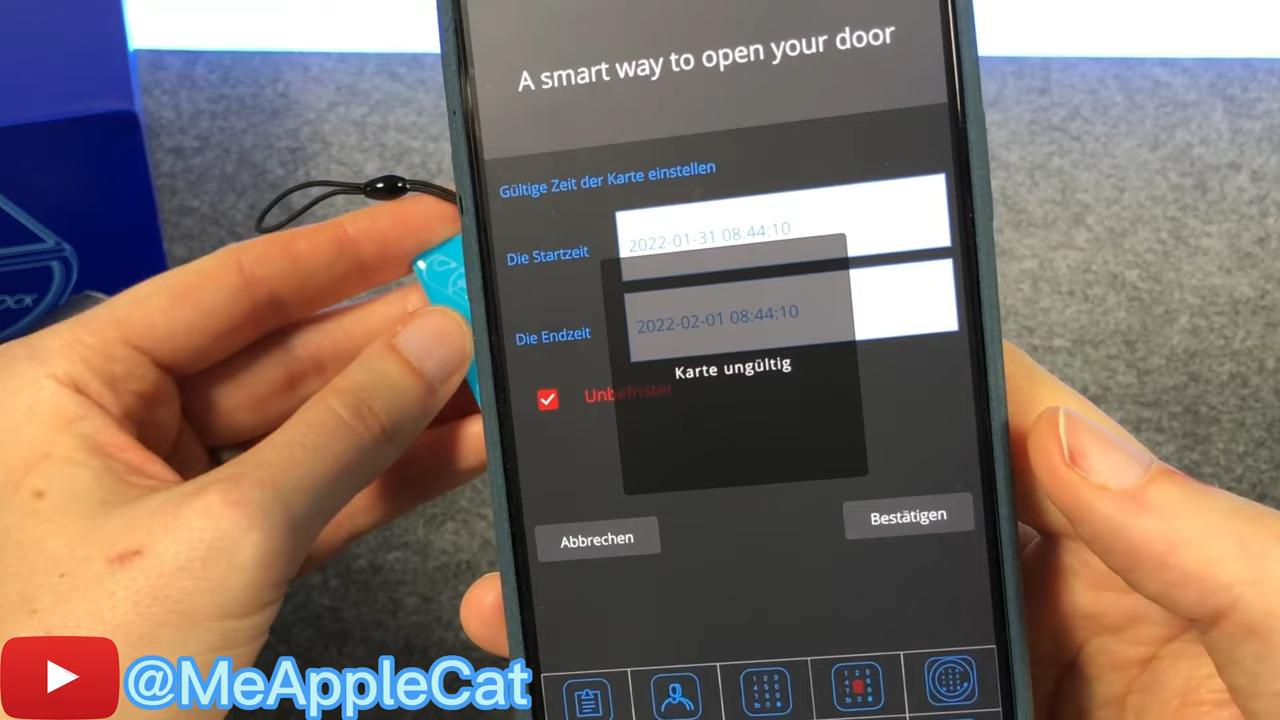 A smart way to open your door
Gültige Zeit der Karte einstellen
Die Startzeit
2022-01-31 08:44:10
Die Endzeit
2022-02-01 08:44:10
Karte ungültig
Unbefristet
Abbrechen
Bestätigen
@MeAppleCat